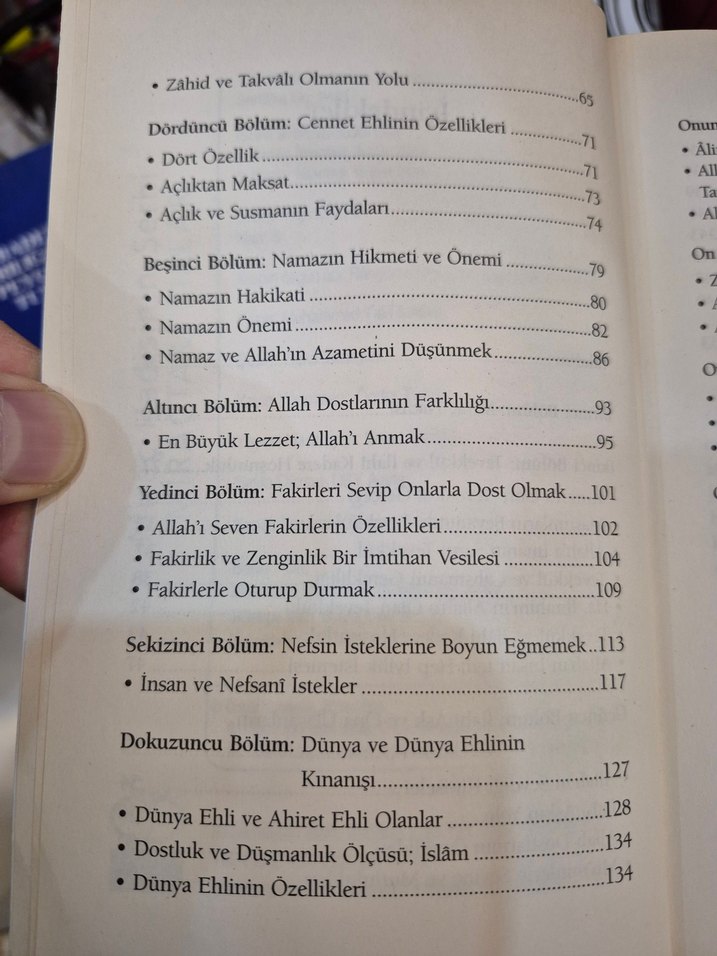 • Zâhid ve Takvâlı Olmanın Yolu ........65
Dördüncü Bölüm: Cennet Ehlinin Özellikleri ........71
• Dört Özellik ........71
• Açlıktan Maksat ........73
• Açlık ve Susmanın Faydaları ........74
Beşinci Bölüm: Namazın Hikmeti ve Önemi ........79
• Namazın Hakikati ........80
• Namazın Önemi ........82
• Namaz ve Allah'ın Azametini Düşünmek ........86
Altıncı Bölüm: Allah Dostlarının Farklılığı ........93
• En Büyük Lezzet; Allah'ı Anmak ........95
Yedinci Bölüm: Fakirleri Sevip Onlarla Dost Olmak .....101
• Allah'ı Seven Fakirlerin Özellikleri ........102
• Fakirlik ve Zenginlik Bir İmtihan Vesilesi ........104
• Fakirlerle Oturup Durmak ........109
Sekizinci Bölüm: Nefsin İsteklerine Boyun Eğmemek..113
• İnsan ve Nefsanî İstekler ........117
Dokuzuncu Bölüm: Dünya ve Dünya Ehlinin
Kınanışı ........127
• Dünya Ehli ve Ahiret Ehli Olanlar ........128
• Dostluk ve Düşmanlık Ölçüsü; İslâm ........134
• Dünya Ehlinin Özellikleri ........134